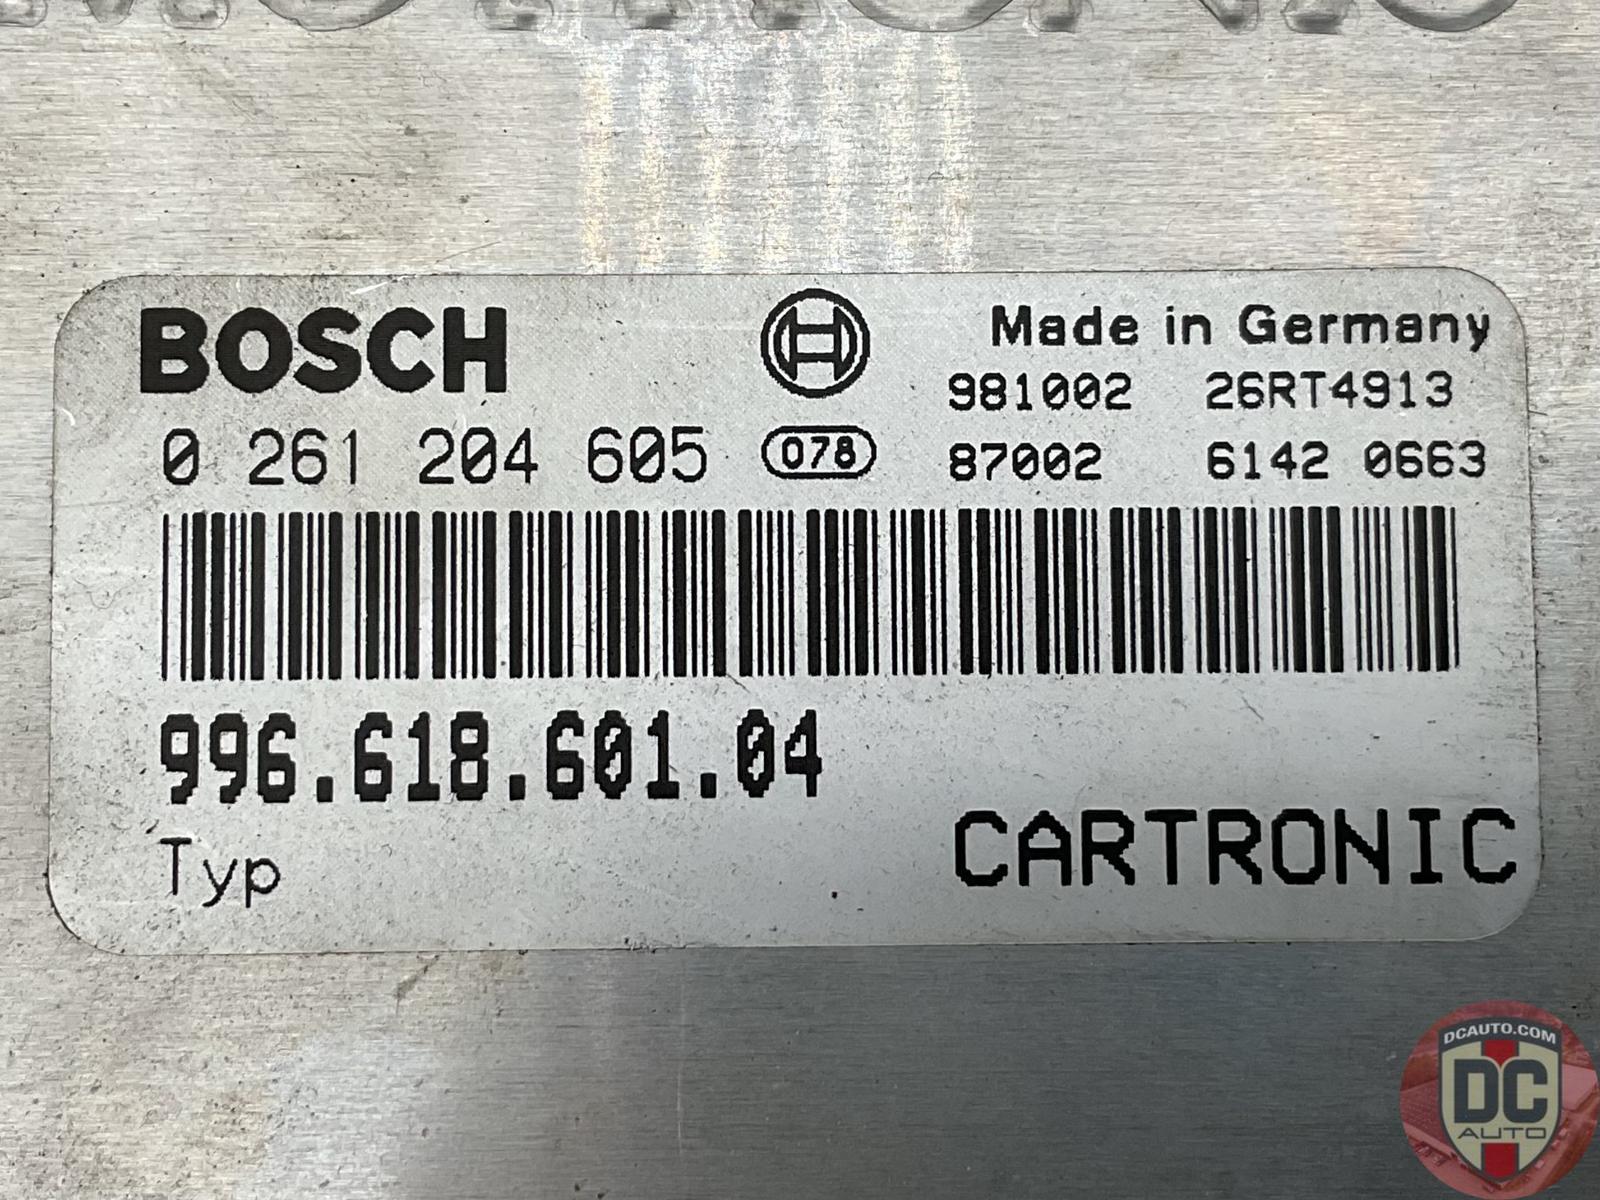 BOSCH
Made in Germany
981002 26RT4913
0 261 204 605 078 87002 6142 0663
996.618.601.04
Typ
CARTRONIC
DCAUTO.COM
DC
AUTO